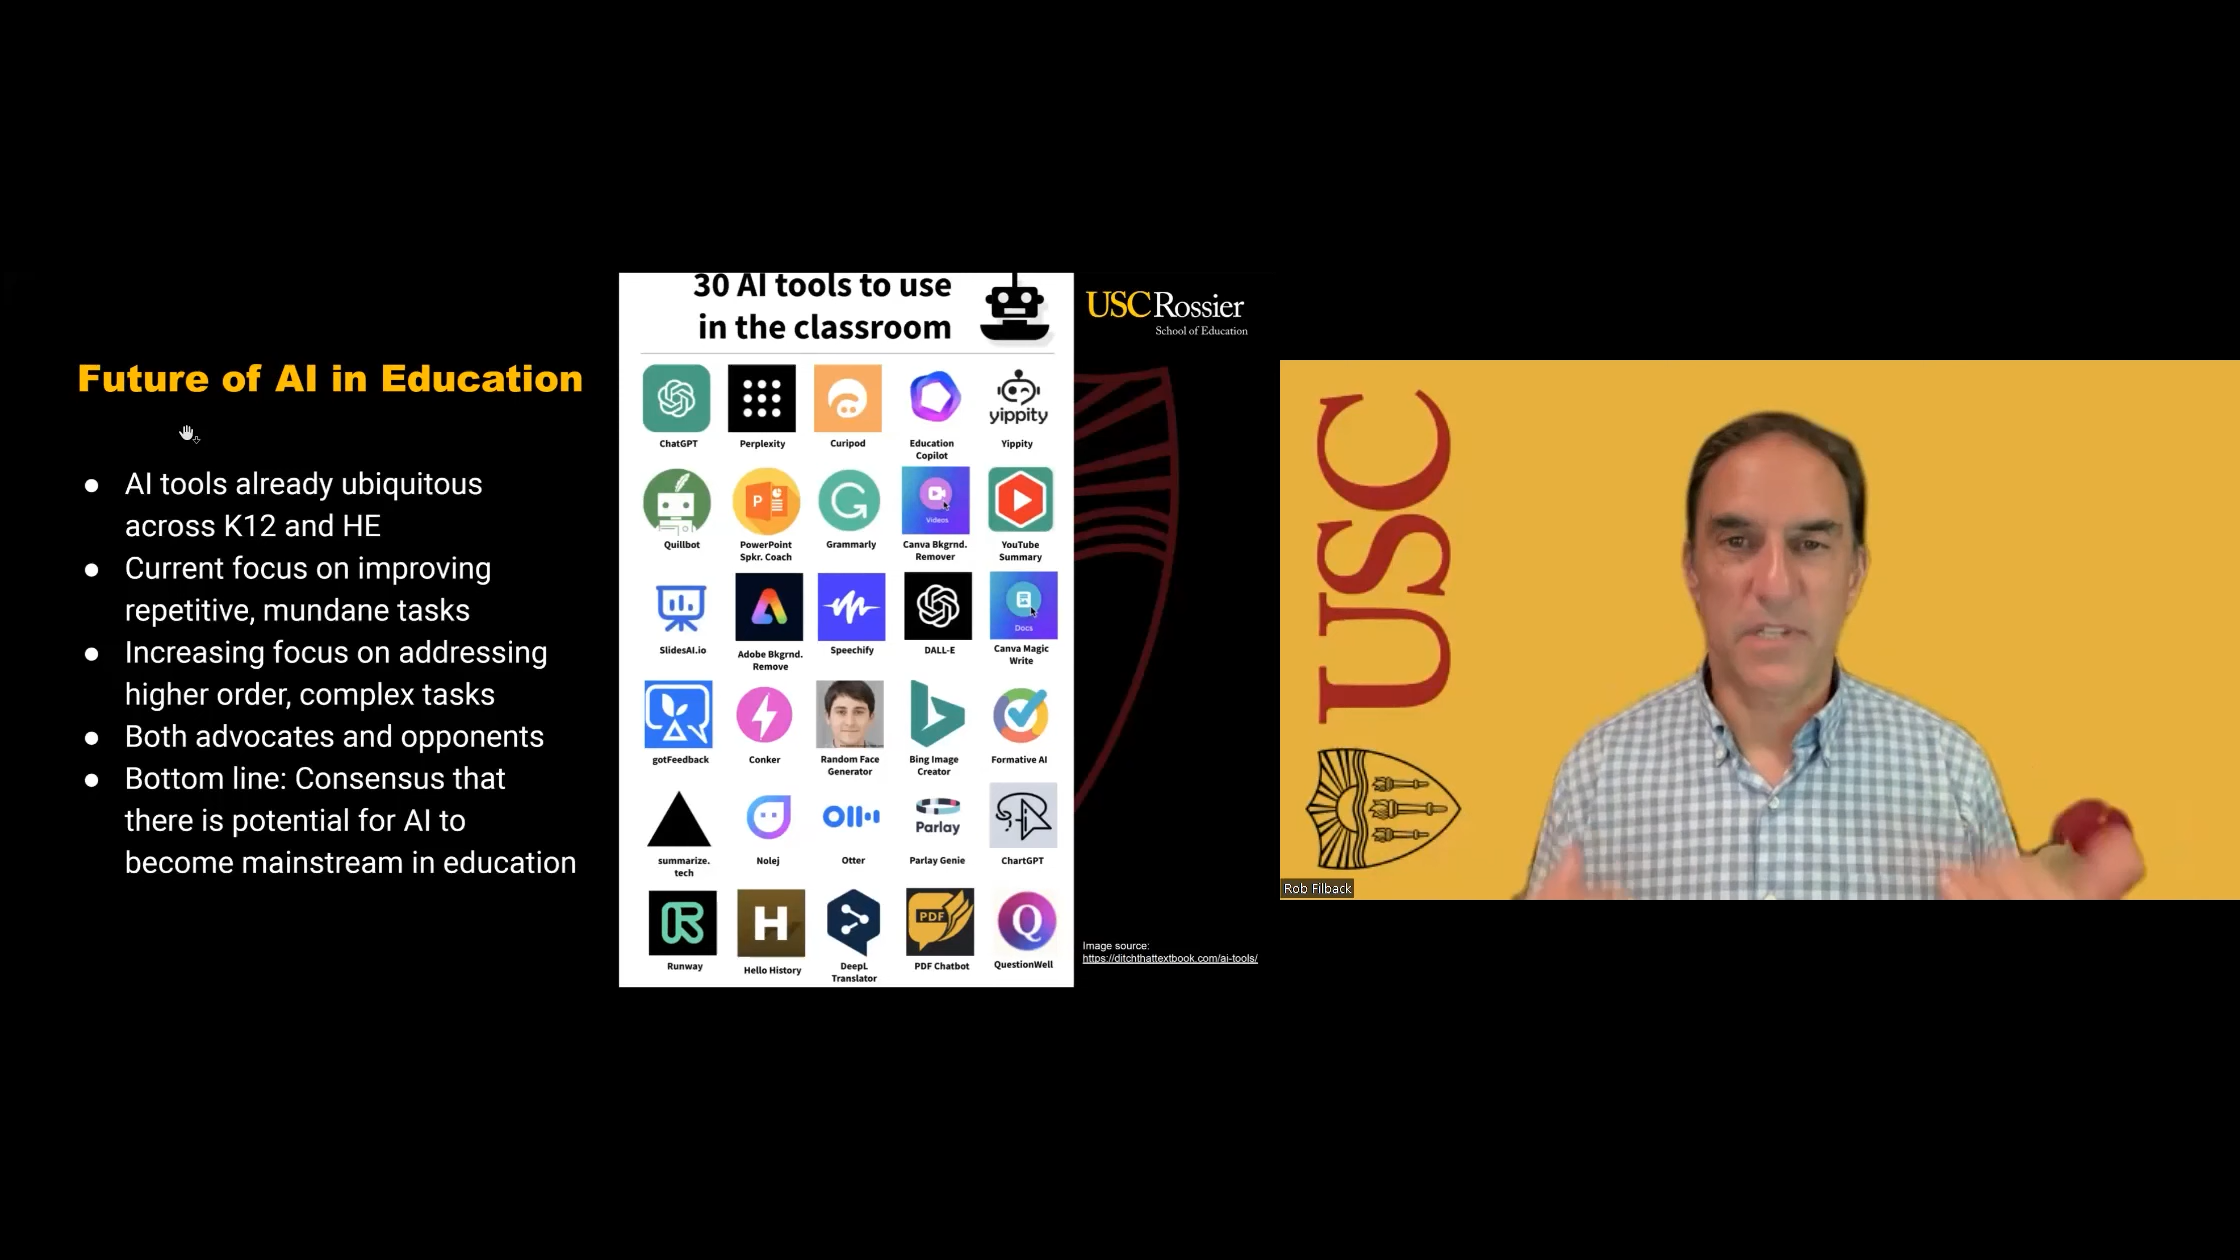 Future of AI in Education
● AI tools already ubiquitous
across K12 and HE
● Current focus on improving
repetitive, mundane tasks
● Increasing focus on addressing
higher order, complex tasks
● Both advocates and opponents
● Bottom line: Consensus that
there is potential for AI to
become mainstream in education
30 AI tools to use
in the classroom
ChatGPT
Perplexity
Curipod
Education
Copilot
yippity
Yippity
Quillbot
P
PowerPoint
Spkr. Coach
G
Grammarly
Videos
Canva Bkgrnd.
Remover
YouTube
Summary
SlidesAI.io
Adobe Bkgrnd.
Remove
Speechify
DALL-E
Docs
Canva Magic
Write
gotFeedback
Conker
Random Face
Generator
Bing Image
Creator
Formative AI
summarize.
tech
Nolej
Otter
Parlay
Parlay Genie
ChartGPT
R
Runway
H
Hello History
DeepL
Translator
PDF
PDF Chatbot
Q
QuestionWell
USC Rossier
School of Education
Image source:
https://ditchthattextbook.com/ai-tools/
USC
Rob Filback